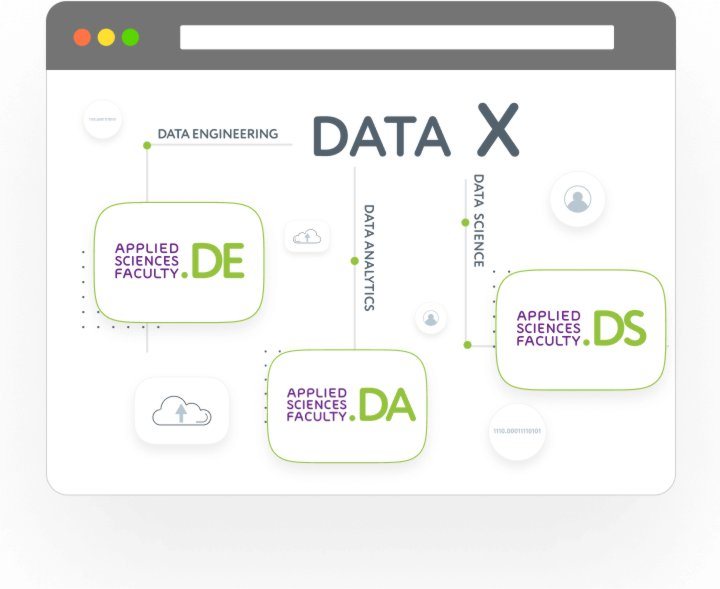 DATA X
DATA ENGINEERING
DATA ANALYTICS
DATA SCIENCE
APPLIED
SCIENCES
FACULTY.DE
APPLIED
SCIENCES
FACULTY.DA
APPLIED
SCIENCES
FACULTY.DS
1110.00011110101